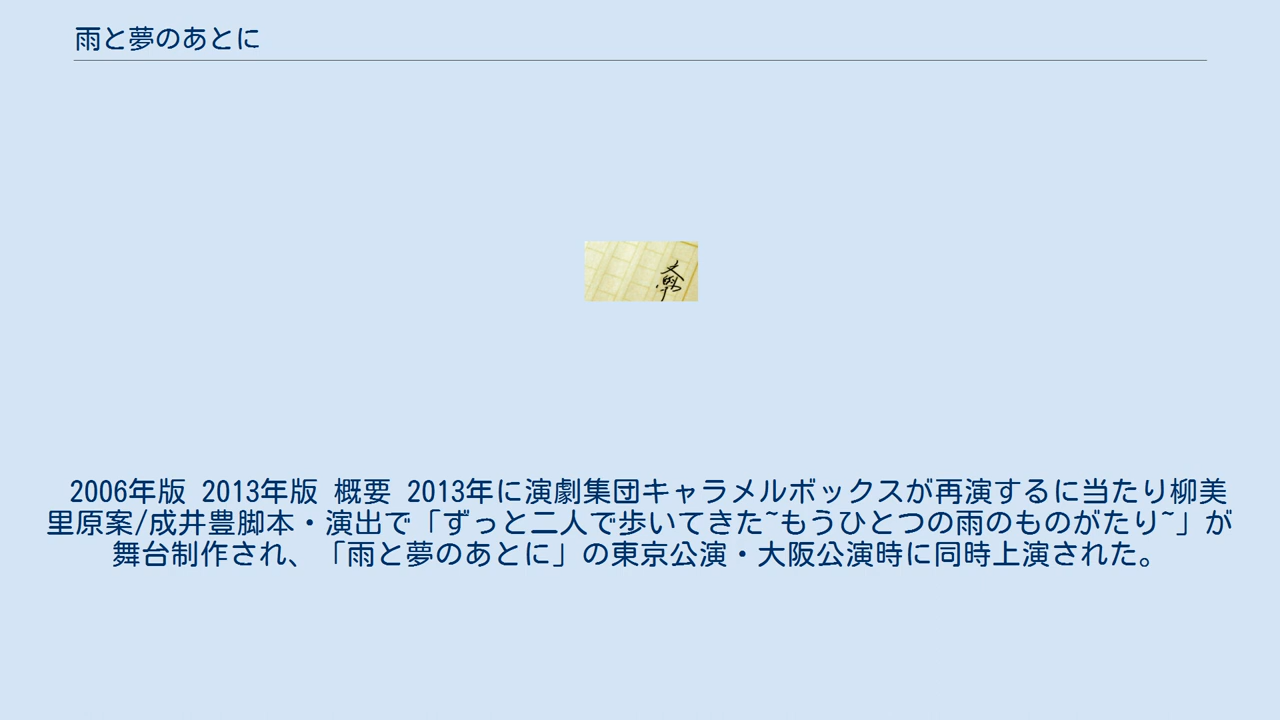 雨と夢のあとに
2006年版 2013年版 概要 2013年に演劇集団キャラメルボックスが再演するに当たり柳美
里原案/成井豊脚本・演出で「ずっと二人で歩いてきた~もうひとつの雨のものがたり~」が
舞台制作され、「雨と夢のあとに」の東京公演・大阪公演時に同時上演された。